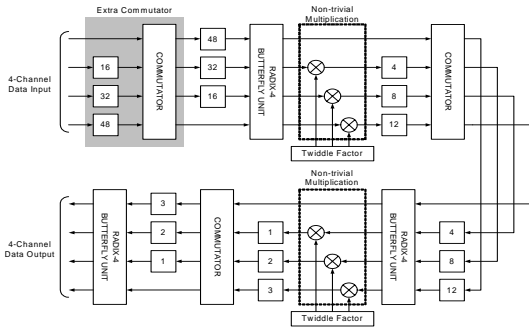 Extra Commutator
Non-trivial
Multiplication
4-Channel
Data Input
16
32
48
COMMUTATOR
48
32
16
RADIX-4
BUTTERFLY UNIT
4
8
12
COMMUTATOR
Twiddle Factor
Non-trivial
Multiplication
4-Channel
Data Output
RADIX-4
BUTTERFLY UNIT
3
2
1
COMMUTATOR
1
2
3
RADIX-4
BUTTERFLY UNIT
4
8
12
Twiddle Factor